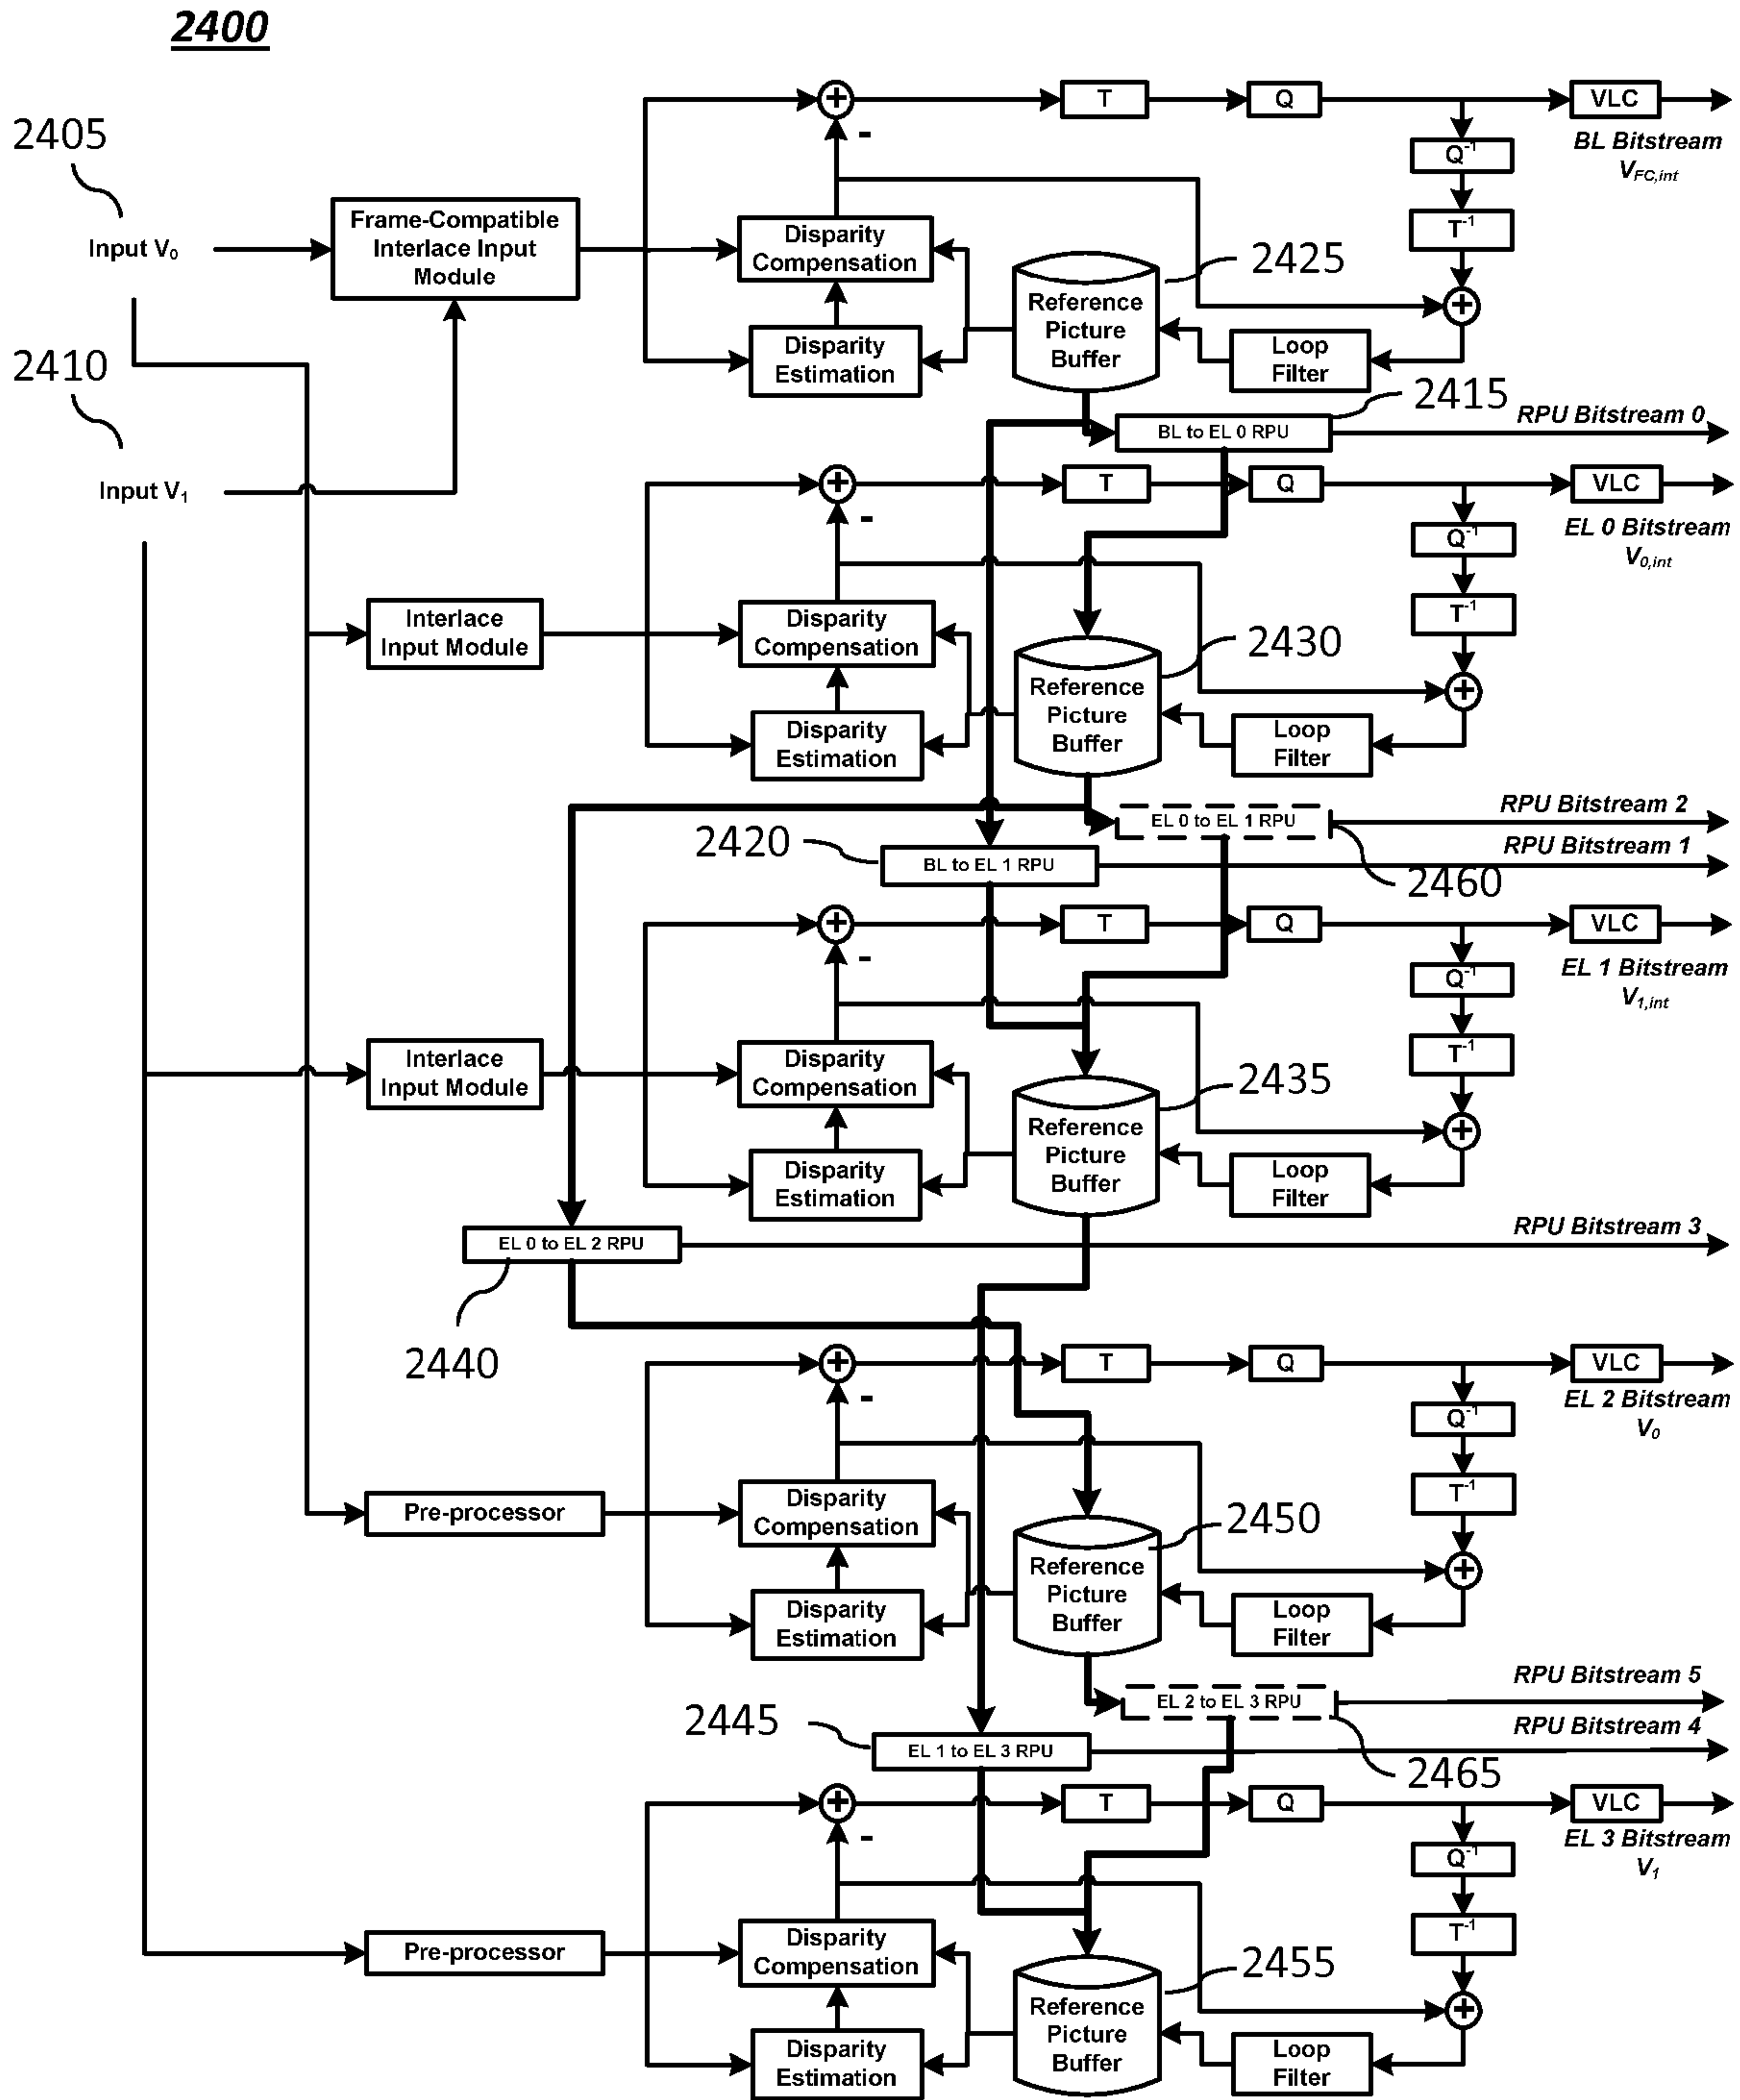 2400
T
Q
VLC
2405
-
BL Bitstream
Q-1
VFC,int
Frame-Compatible
Interlace Input
Module
T-1
Input V0
Disparity
Compensation
2425
Reference
Picture
Buffer
+
Disparity
Estimation
Loop
Filter
2410
2415
RPU Bitstream 0
BL to EL 0 RPU
Input V1
+
T
Q
VLC
-
EL 0 Bitstream
Q-1
V0,int
Interlace
Input Module
Disparity
Compensation
T-1
2430
Reference
Picture
Buffer
+
Disparity
Estimation
Loop
Filter
RPU Bitstream 2
EL 0 to EL 1 RPU
2420
RPU Bitstream 1
BL to EL 1 RPU
2460
+
T
Q
VLC
-
EL 1 Bitstream
Q-1
V1,int
Interlace
Input Module
Disparity
Compensation
T-1
2435
Reference
Picture
Buffer
+
Disparity
Estimation
Loop
Filter
RPU Bitstream 3
EL 0 to EL 2 RPU
2440
+
T
Q
VLC
-
EL 2 Bitstream
Q-1
V0
Pre-processor
Disparity
Compensation
T-1
2450
Reference
Picture
Buffer
+
Disparity
Estimation
Loop
Filter
RPU Bitstream 5
EL 2 to EL 3 RPU
2445
RPU Bitstream 4
EL 1 to EL 3 RPU
2465
+
T
Q
VLC
-
EL 3 Bitstream
Q-1
V1
Pre-processor
Disparity
Compensation
T-1
2455
Reference
Picture
Buffer
+
Disparity
Estimation
Loop
Filter